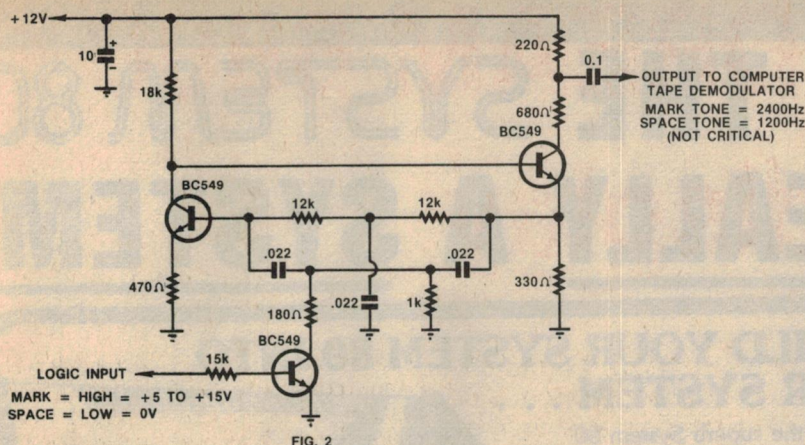 +12V
10
+
-
18k
220Ω
0.1
OUTPUT TO COMPUTER
TAPE DEMODULATOR
MARK TONE = 2400Hz
SPACE TONE = 1200Hz
(NOT CRITICAL)
680Ω
BC549
BC549
12k
12k
.022
.022
470Ω
180Ω
.022
1k
330Ω
BC549
15k
LOGIC INPUT
MARK = HIGH = +5 TO +15V
SPACE = LOW = 0V
FIG. 2